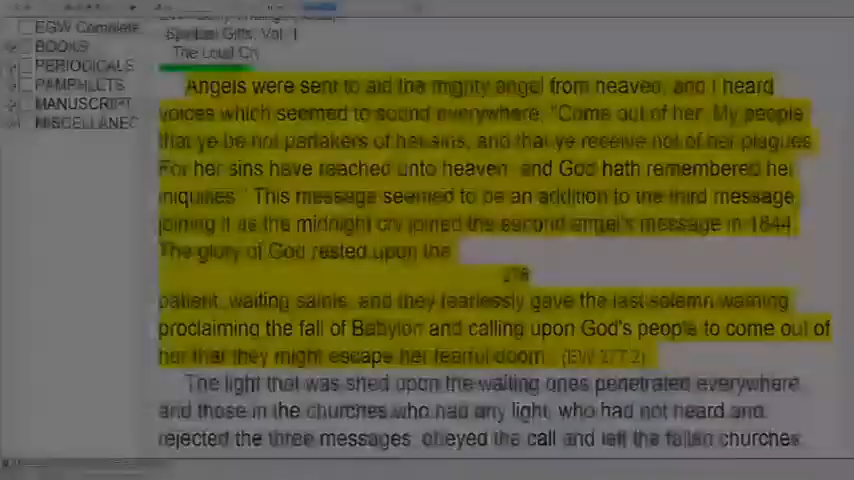 EGW Complete
BOOKS
PERIODICALS
PAMPHLETS
MANUSCRIPT
MISCELLANEC
Spiritual Gifts, Vol. 1
The Loud Cry
Angels were sent to aid the mighty angel from heaven, and I heard
voices which seemed to sound everywhere, "Come out of her, My people
that ye be not partakers of her sins, and that ye receive not of her plagues
For her sins have reached unto heaven, and God hath remembered her
iniquities." This message seemed to be an addition to the third message,
joining it as the midnight cry joined the second angel's message in 1844.
The glory of God rested upon the
278
patient, waiting saints, and they fearlessly gave the last solemn warning
proclaiming the fall of Babylon and calling upon God's people to come out of
her that they might escape her fearful doom. (EW 277.2)
The light that was shed upon the waiting ones penetrated everywhere,
and those in the churches who had any light, who had not heard and
rejected the three messages, obeyed the call and left the fallen churches.